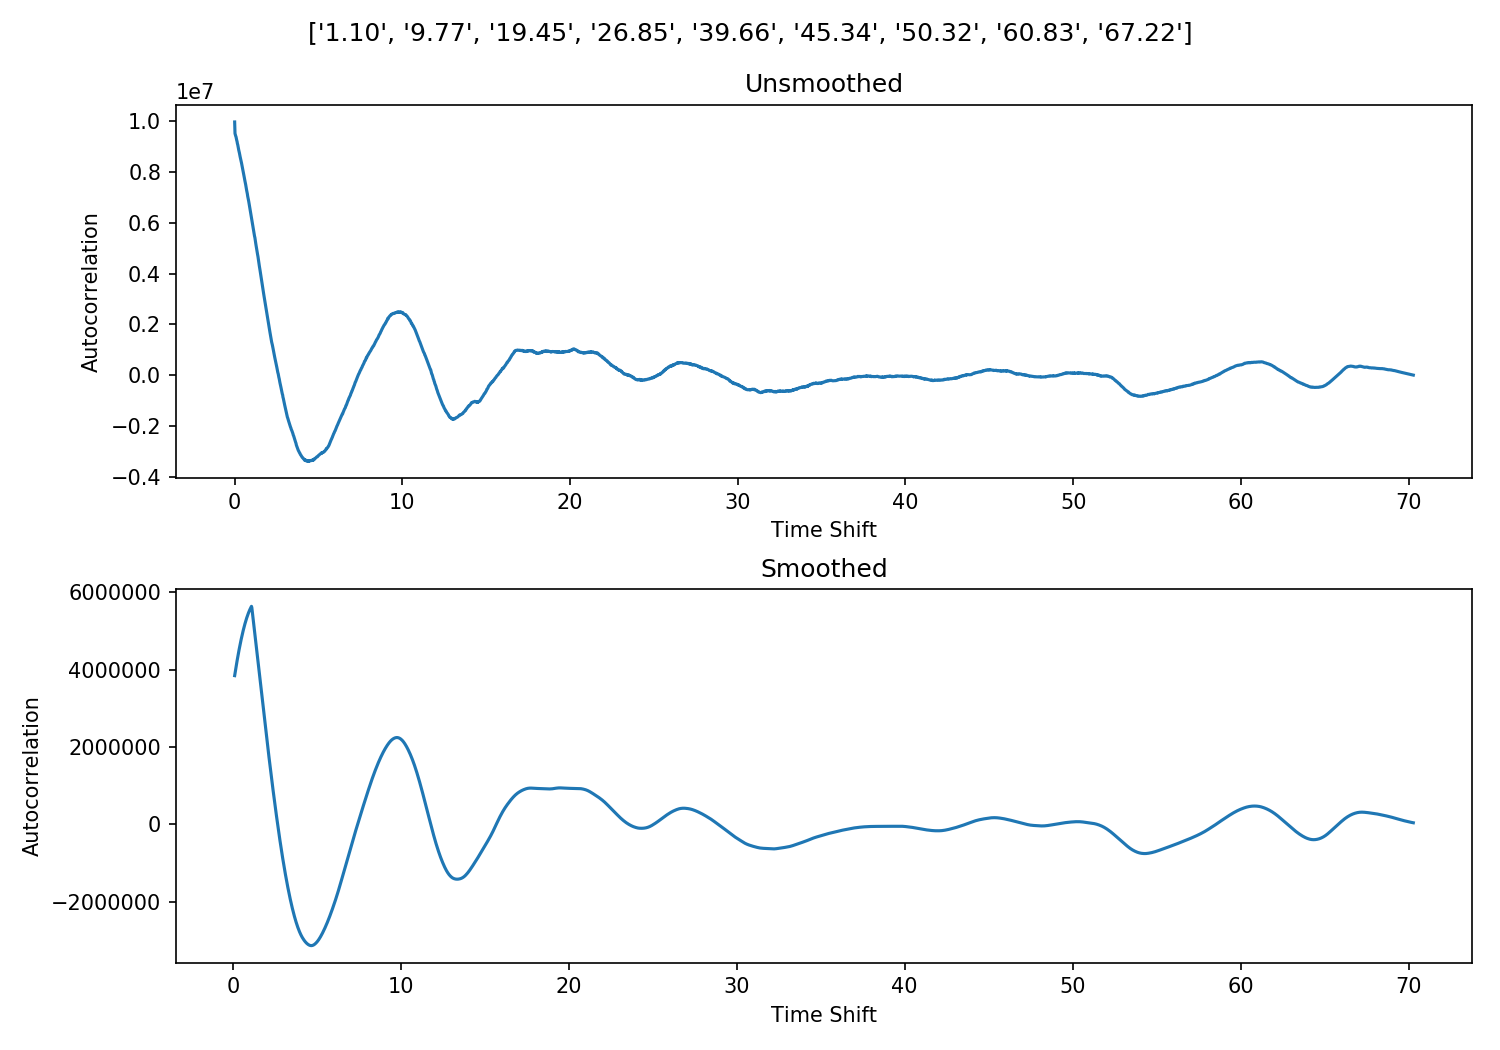 ['1.10', '9.77', '19.45', '26.85', '39.66', '45.34', '50.32', '60.83', '67.22']
Unsmoothed
1e7
1.0
0.8
0.6
0.4
0.2
0.0
−0.2
−0.4
Autocorrelation
0 10 20 30 40 50 60 70
Time Shift
Smoothed
6000000
4000000
2000000
0
−2000000
Autocorrelation
0 10 20 30 40 50 60 70
Time Shift